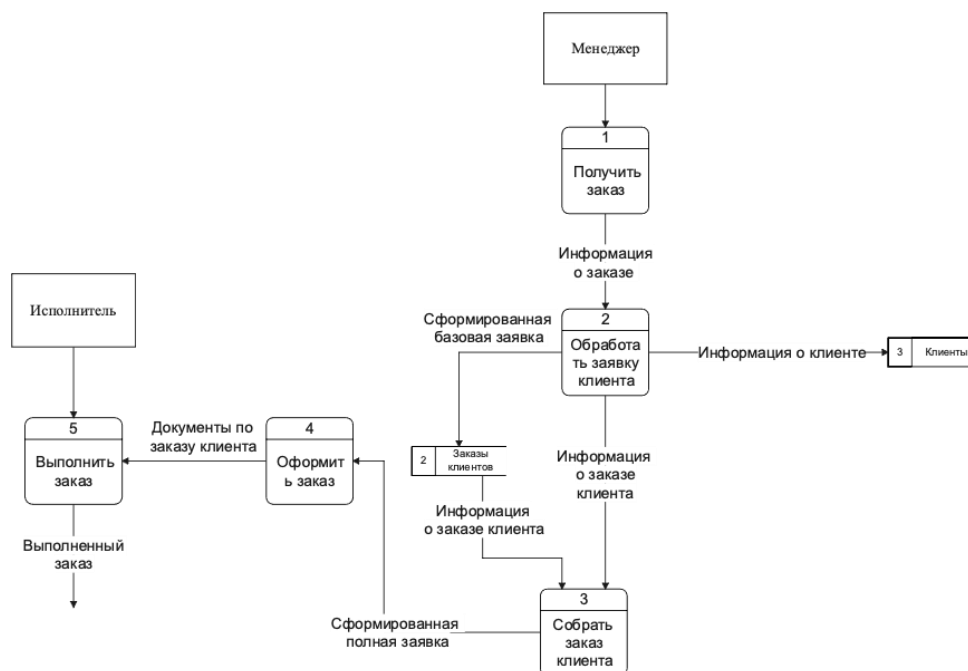 Менеджер
1
Получить
заказ
Информация
о заказе
Исполнитель
Сформированная
базовая заявка
2
Обработа
ть заявку
клиента
Информация о клиенте
3
Клиенты
5
Выполнить
заказ
Документы по
заказу клиента
4
Оформит
ь заказ
2
Заказы
клиентов
Информация
о заказе
клиента
Информация
о заказе клиента
Выполненный
заказ
Сформированная
полная заявка
3
Собрать
заказ
клиента